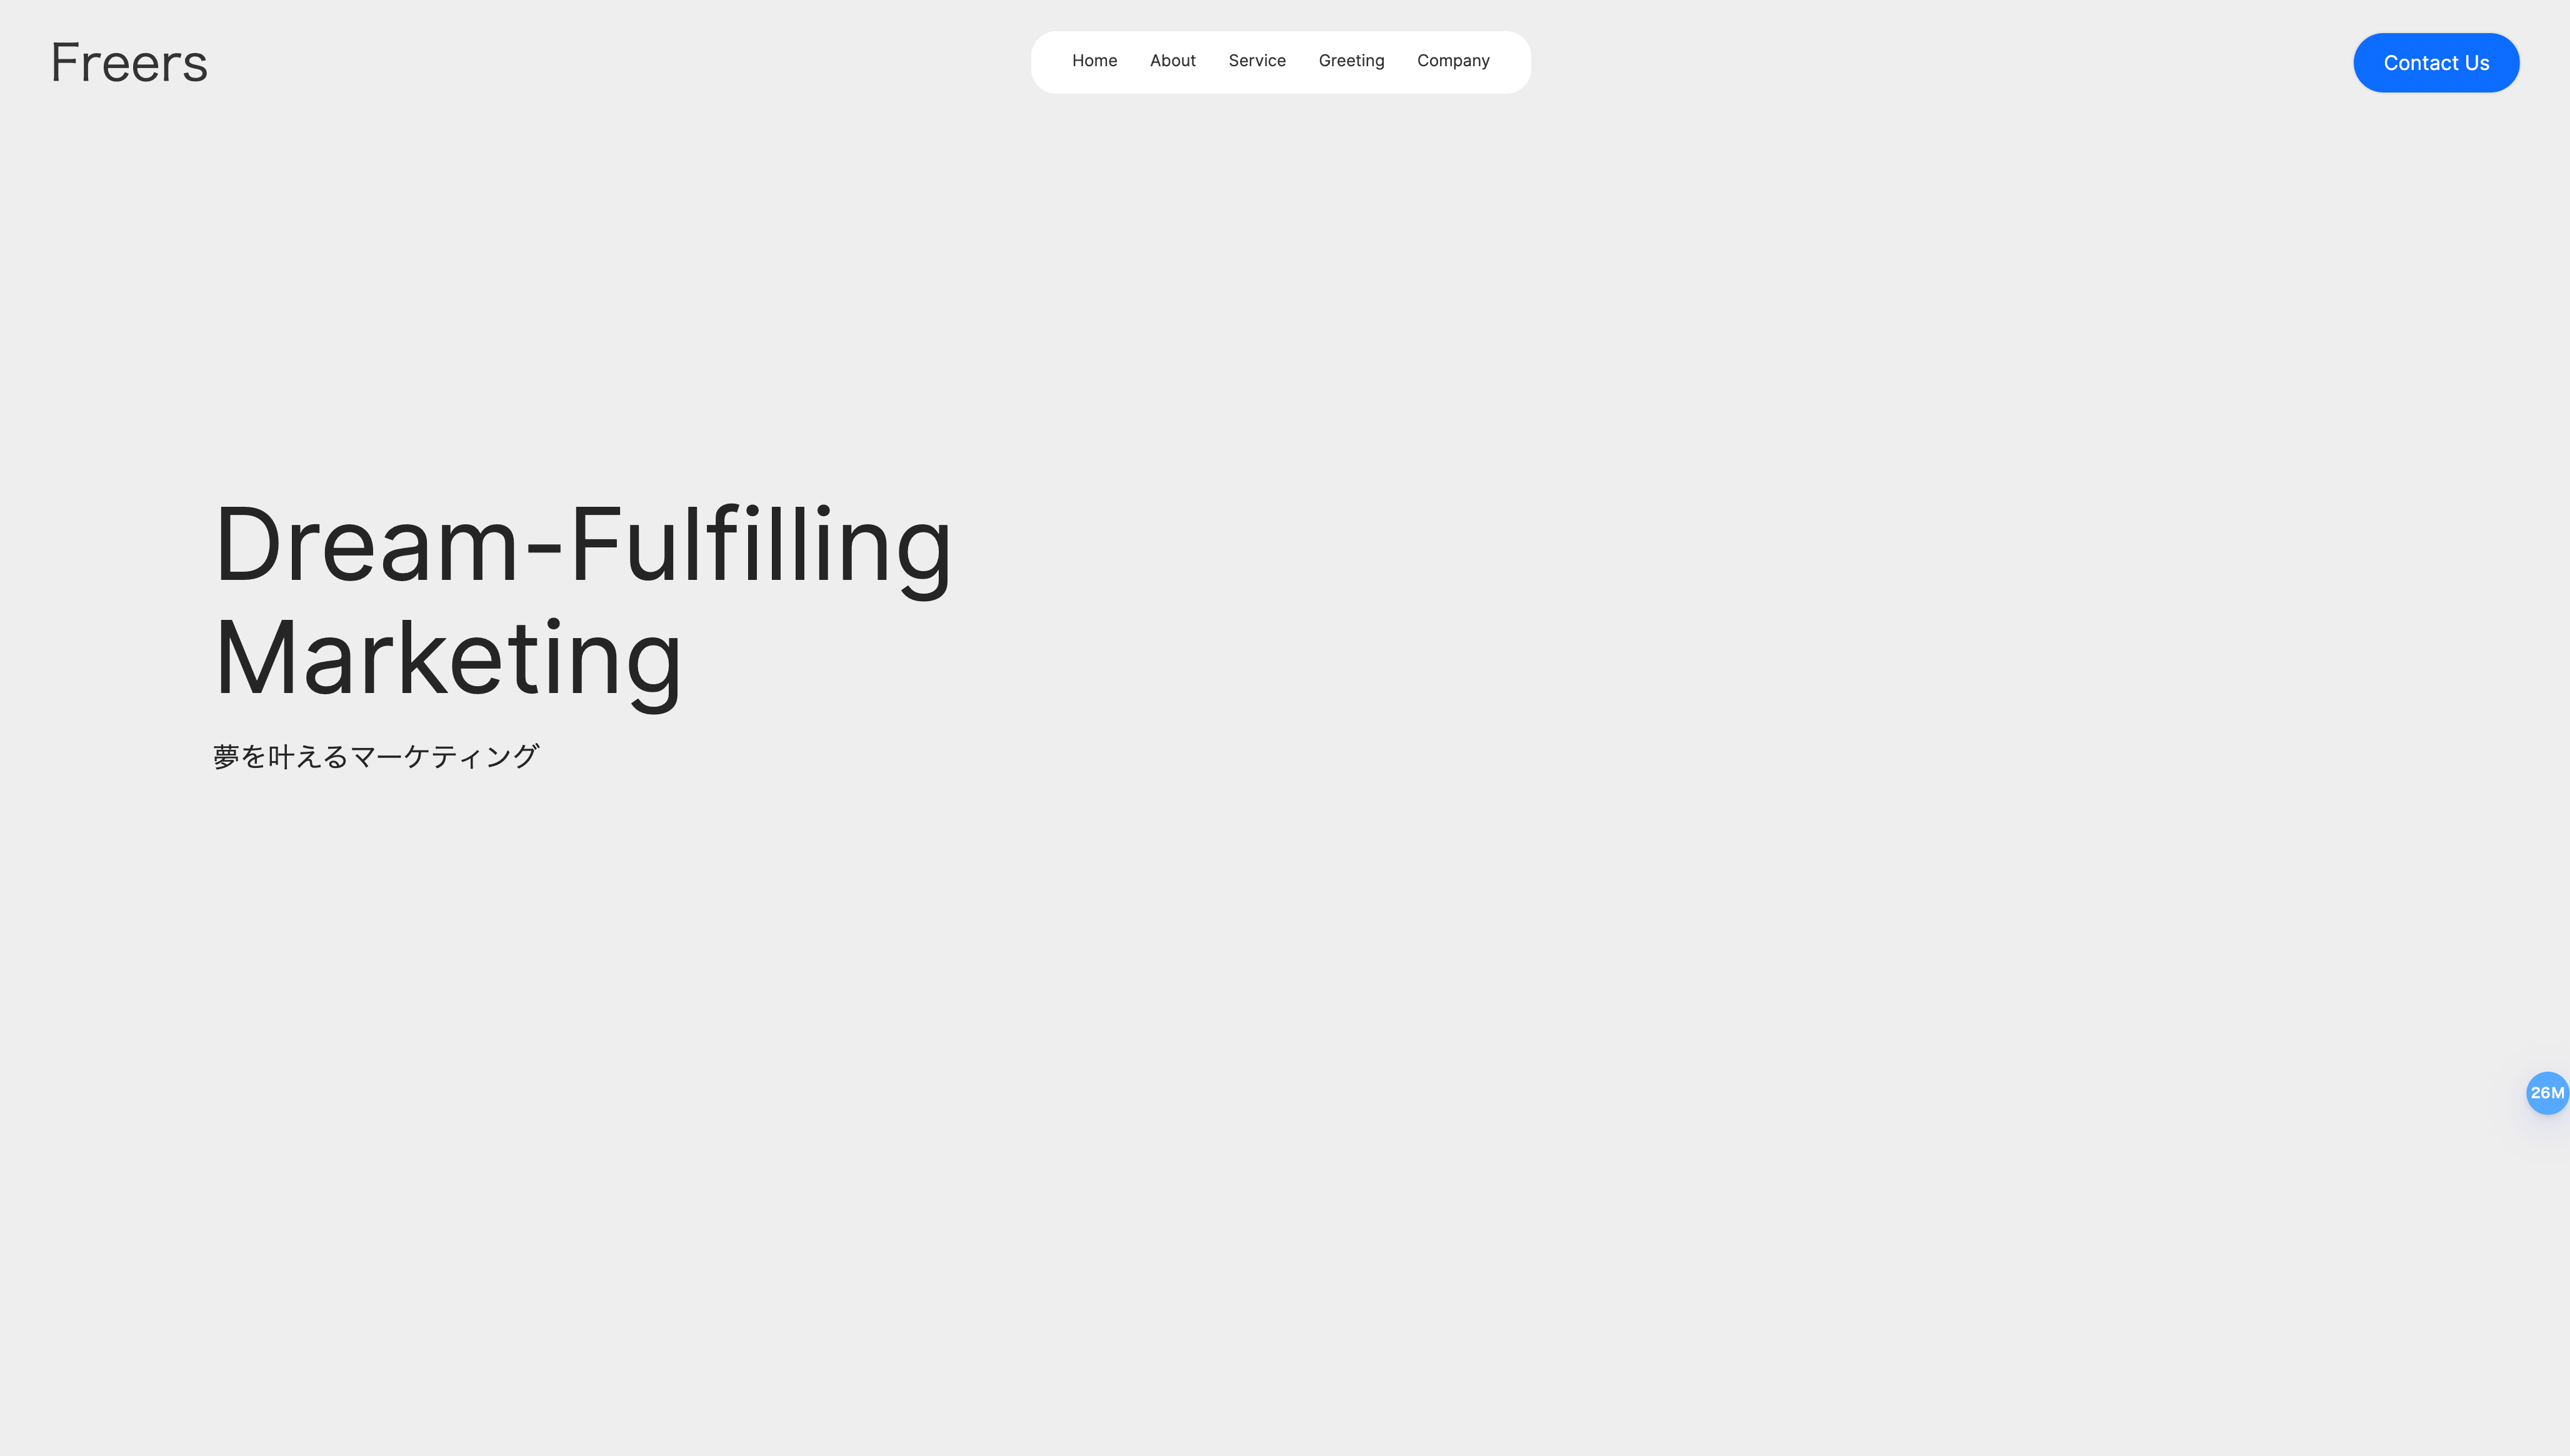 Freers
Home About Service Greeting Company
Contact Us
Dream-Fulfilling
Marketing
夢を叶えるマーケティング
26M